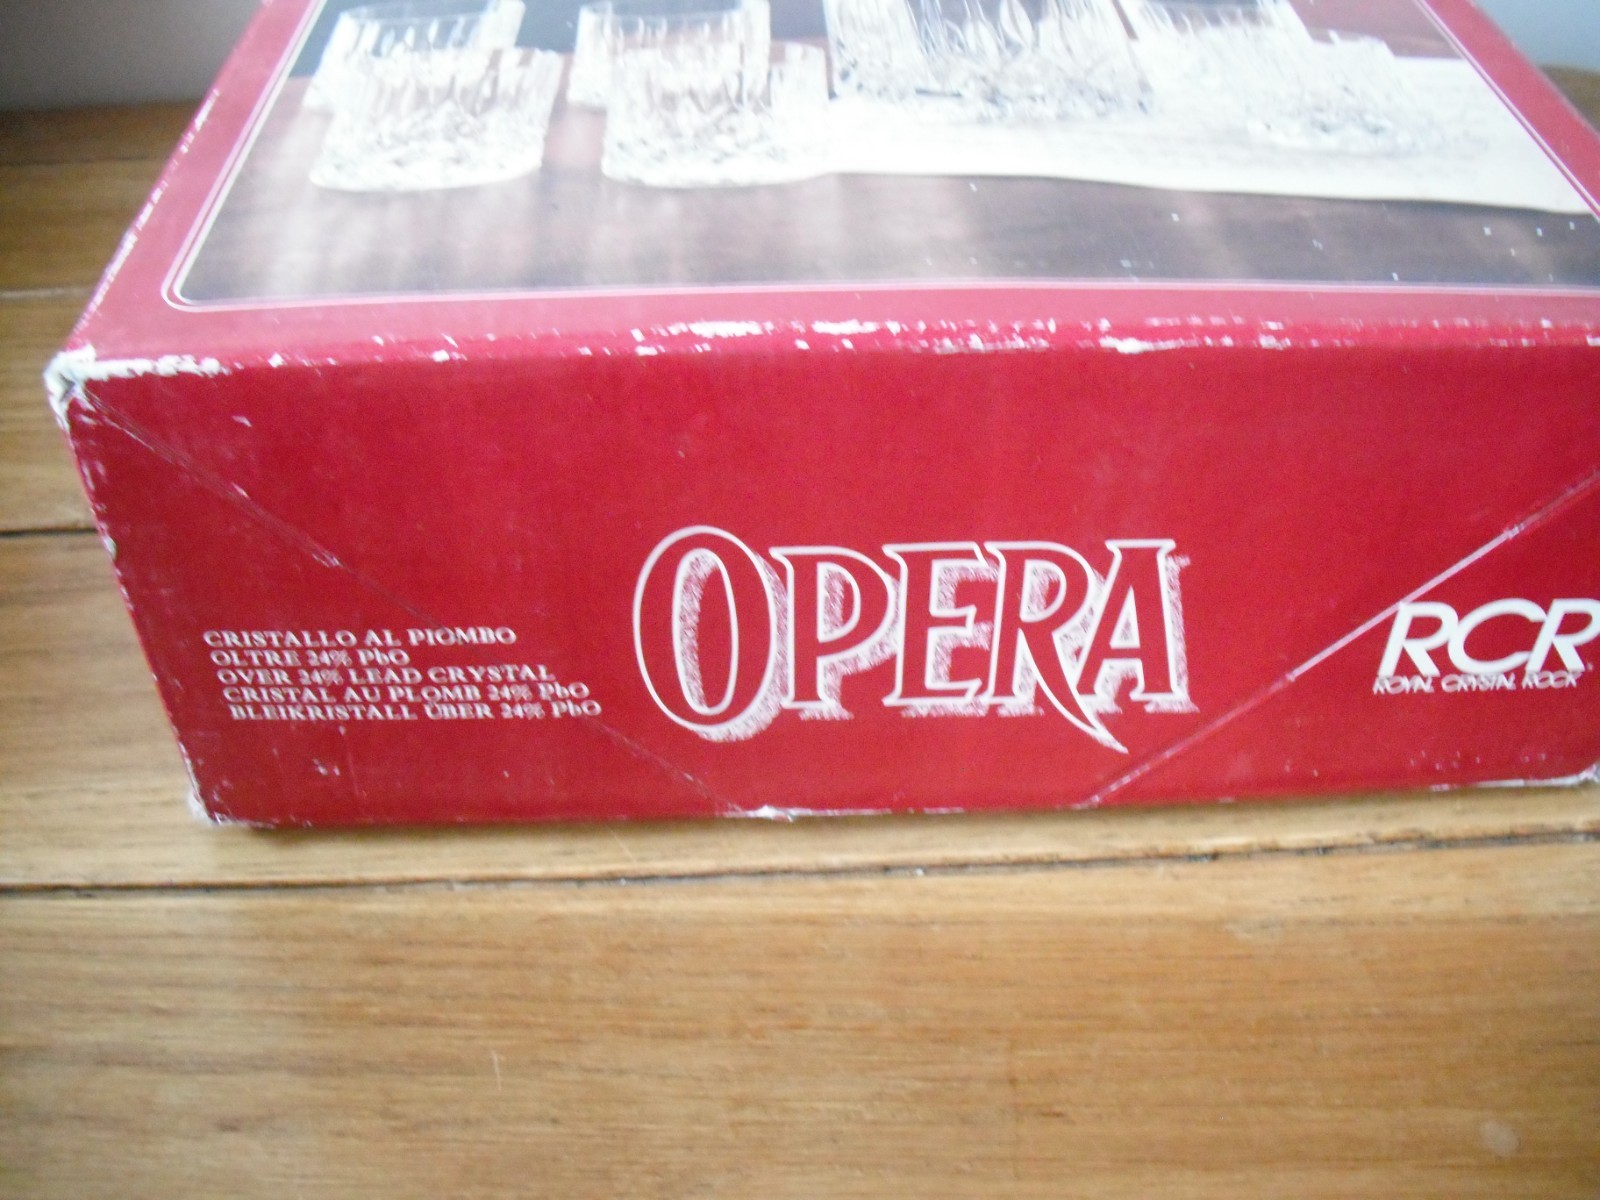 CRISTALLO AL PIOMBO
OLTRE 24% PbO
OVER 24% LEAD CRYSTAL
CRISTAL AU PLOMB 24% PbO
BLEIKRISTALL ÜBER 24% PbO
OPERA
RCR
ROYAL CRYSTAL ROCK